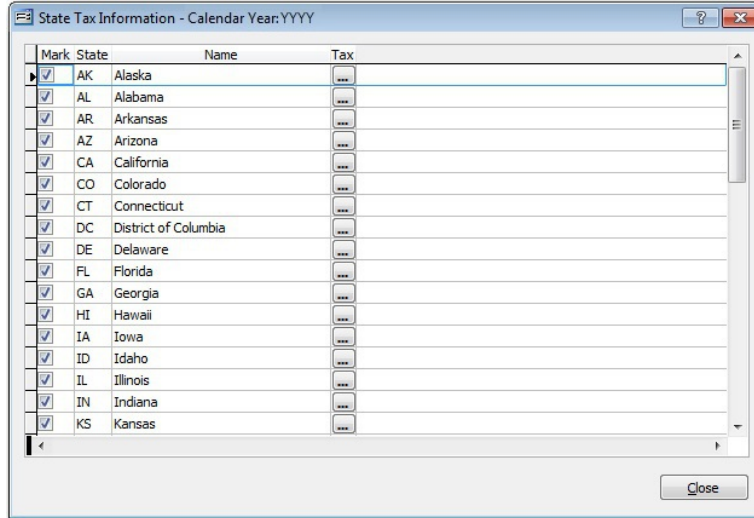 State Tax Information - Calendar Year: YYYY
Mark State Name Tax
AK Alaska ...
AL Alabama ...
AR Arkansas ...
AZ Arizona ...
CA California ...
CO Colorado ...
CT Connecticut ...
DC District of Columbia ...
DE Delaware ...
FL Florida ...
GA Georgia ...
HI Hawaii ...
IA Iowa ...
ID Idaho ...
IL Illinois ...
IN Indiana ...
KS Kansas ...
Close